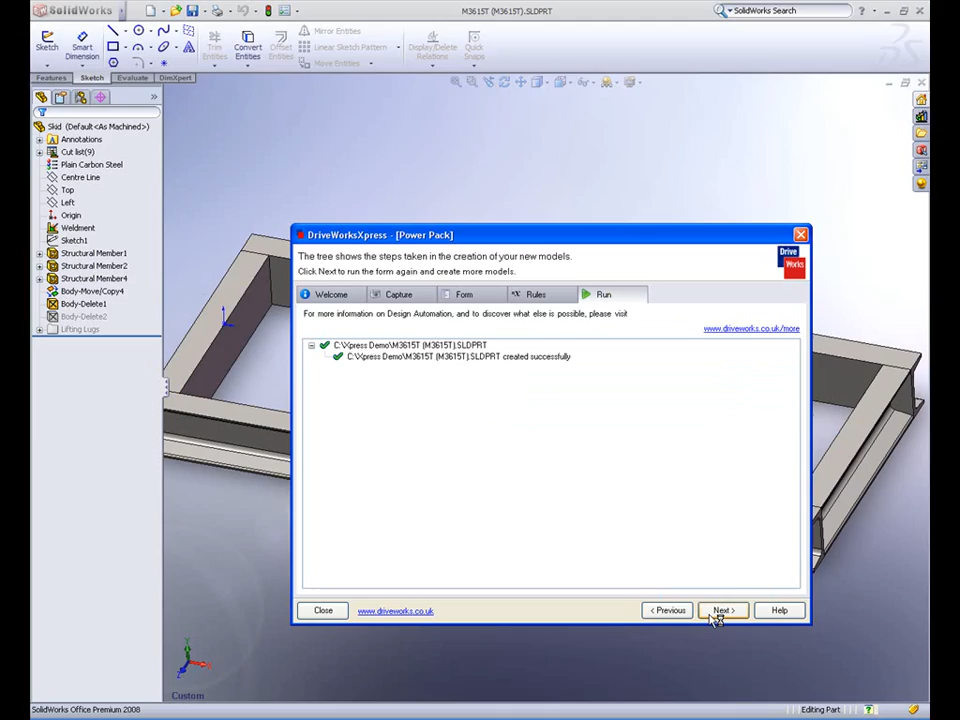 SolidWorks
M3615T (M3615T).SLDPRT
SolidWorks Search
Sketch
Smart Dimension
Trim Entities
Convert Entities
Offset Entities
Mirror Entities
Linear Sketch Pattern
Move Entities
Display/Delete Relations
Quick Snaps
Features
Sketch
Evaluate
DimXpert
Skid (Default<As Machined>)
Annotations
Cut list(9)
Plain Carbon Steel
Centre Line
Top
Left
Origin
Weldment
Sketch1
Structural Member1
Structural Member2
Structural Member4
Body-Move/Copy4
Body-Delete1
Body-Delete2
Lifting Lugs
DriveWorksXpress - [Power Pack]
The tree shows the steps taken in the creation of your new models.
Click Next to run the form again and create more models.
Drive
Works
Welcome
Capture
Form
Rules
Run
For more information on Design Automation, and to discover what else is possible, please visit
www.driveworks.co.uk/more
C:\Xpress Demo\M3615T (M3615T).SLDPRT
C:\Xpress Demo\M3615T (M3615T).SLDPRT created successfully
Close
www.driveworks.co.uk
< Previous
Next >
Help
Custom
SolidWorks Office Premium 2008
Editing Part